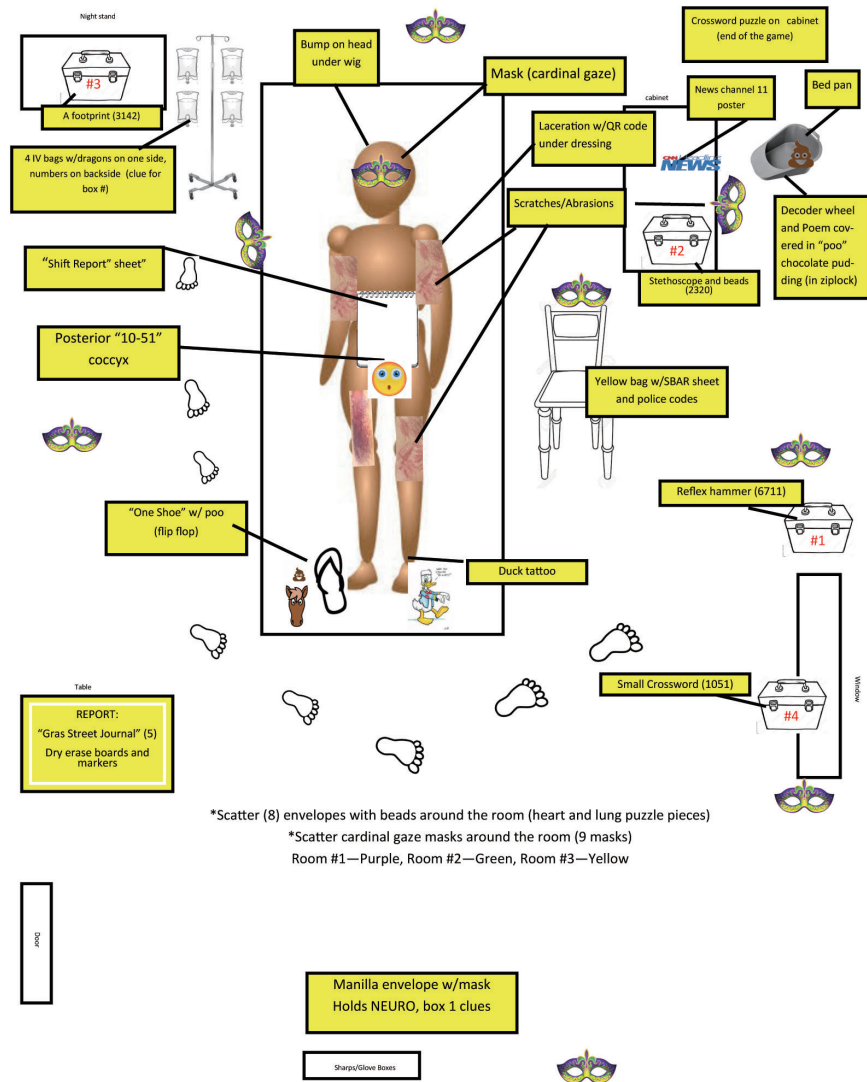 Night stand
#3
A footprint (3142)
4 IV bags w/dragons on one side,
numbers on backside  (clue for
box #)
Bump on head
under wig
Mask (cardinal gaze)
Crossword puzzle on  cabinet
(end of the game)
cabinet
News channel 11
poster
Bed pan
Laceration w/QR code
under dressing
CNN
NEWS
Scratches/Abrasions
#2
Stethoscope and beads
(2320)
Decoder wheel
and Poem cov-
ered in "poo"
chocolate pud-
ding (in ziplock)
"Shift Report" sheet"
Posterior "10-51"
coccyx
Yellow bag w/SBAR sheet
and police codes
"One Shoe" w/ poo
(flip flop)
Duck tattoo
Reflex hammer (6711)
#1
Small Crossword (1051)
#4
Window
Table
REPORT:
"Gras Street Journal" (5)
Dry erase boards and
markers
*Scatter (8) envelopes with beads around the room (heart and lung puzzle pieces)
*Scatter cardinal gaze masks around the room (9 masks)
Room #1—Purple, Room #2—Green, Room #3—Yellow
Door
Manilla envelope w/mask
Holds NEURO, box 1 clues
Sharps/Glove Boxes